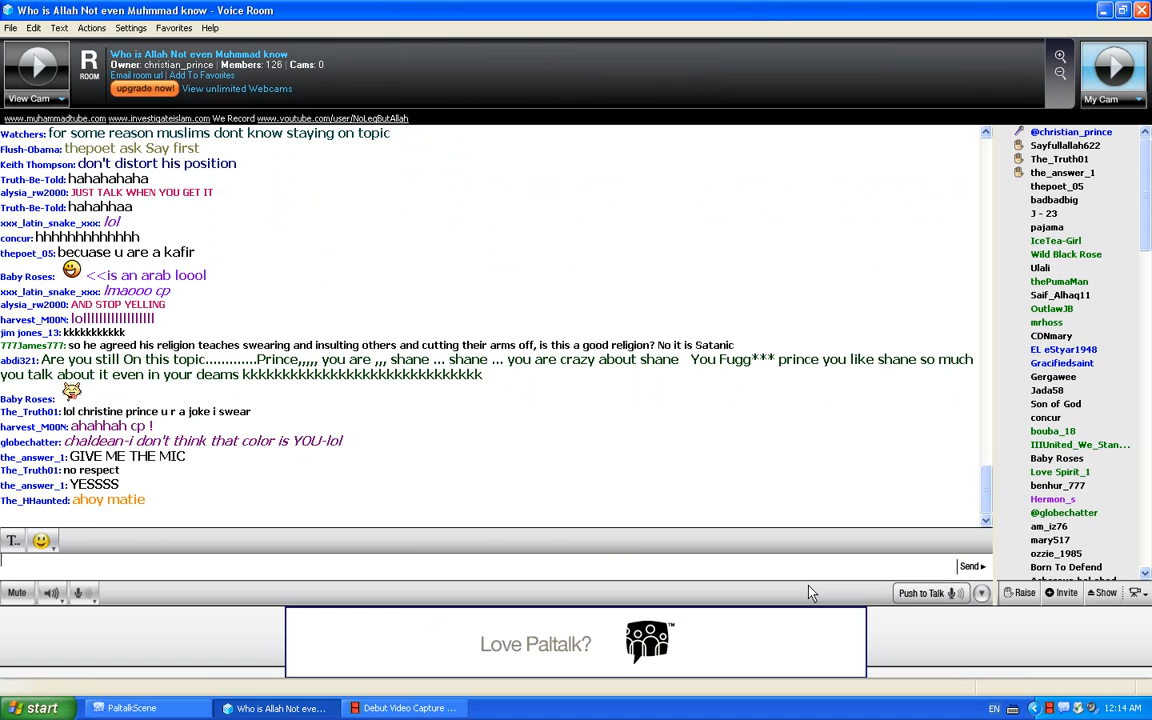 Who is Allah Not even Muhmmad know - Voice Room
File Edit Text Actions Settings Favorites Help
View Cam
R
ROOM
Who is Allah Not even Muhmmad know
Owner: christian_prince | Members: 126 | Cams: 0
Email room url | Add To Favorites
upgrade now! View unlimited Webcams
My Cam
www.muhammadtube.com www.investigateislam.com We Record www.youtube.com/user/NoLegButAllah
Watchers: for some reason muslims dont know staying on topic
Flush-Obama: thepoet ask Say first
Keith Thompson: don't distort his position
Truth-Be-Told: hahahahaha
alysia_rw2000: JUST TALK WHEN YOU GET IT
Truth-Be-Told: hahahhaa
xxx_latin_snake_xxx: lol
concur: hhhhhhhhhhhhh
thepoet_05: becuase u are a kafir
Baby Roses: <<is an arab loool
xxx_latin_snake_xxx: lmaooo cp
alysia_rw2000: AND STOP YELLING
harvest_M00N: lolllllllllllllllll
jim jones_13: kkkkkkkkkkk
777James777: so he agreed his religion teaches swearing and insulting others and cutting their arms off, is this a good religion? No it is Satanic
abdi321: Are you still On this topic............Prince,,,,, you are ,,, shane ... shane ... you are crazy about shane You Fugg*** prince you like shane so much
you talk about it even in your deams kkkkkkkkkkkkkkkkkkkkkkkkkkkkkk
Baby Roses:
The_Truth01: lol christine prince u r a joke i swear
harvest_M00N: ahahhah cp !
globechatter: chaldean-i don't think that color is YOU-lol
the_answer_1: GIVE ME THE MIC
The_Truth01: no respect
the_answer_1: YESSSS
The_HHaunted: ahoy matie
@christian_prince
Sayfullallah622
The_Truth01
the_answer_1
thepoet_05
badbadbig
J - 23
pajama
IceTea-Girl
Wild Black Rose
Ulali
thePumaMan
Saif_Alhaq11
OutlawJB
mrhoss
CDNmary
EL eStyar1948
Gracifiedsaint
Gergawee
Jada58
Son of God
concur
bouba_18
IIIUnited_We_Stan...
Baby Roses
Love Spirit_1
benhur_777
Hermon_s
@globechatter
am_iz76
mary517
ozzie_1985
Born To Defend
T...
Send
Mute
Push to Talk
Raise Invite Show
Love Paltalk? ™
start PaltalkScene Who is Allah Not eve... Debut Video Capture ... EN 12:14 AM